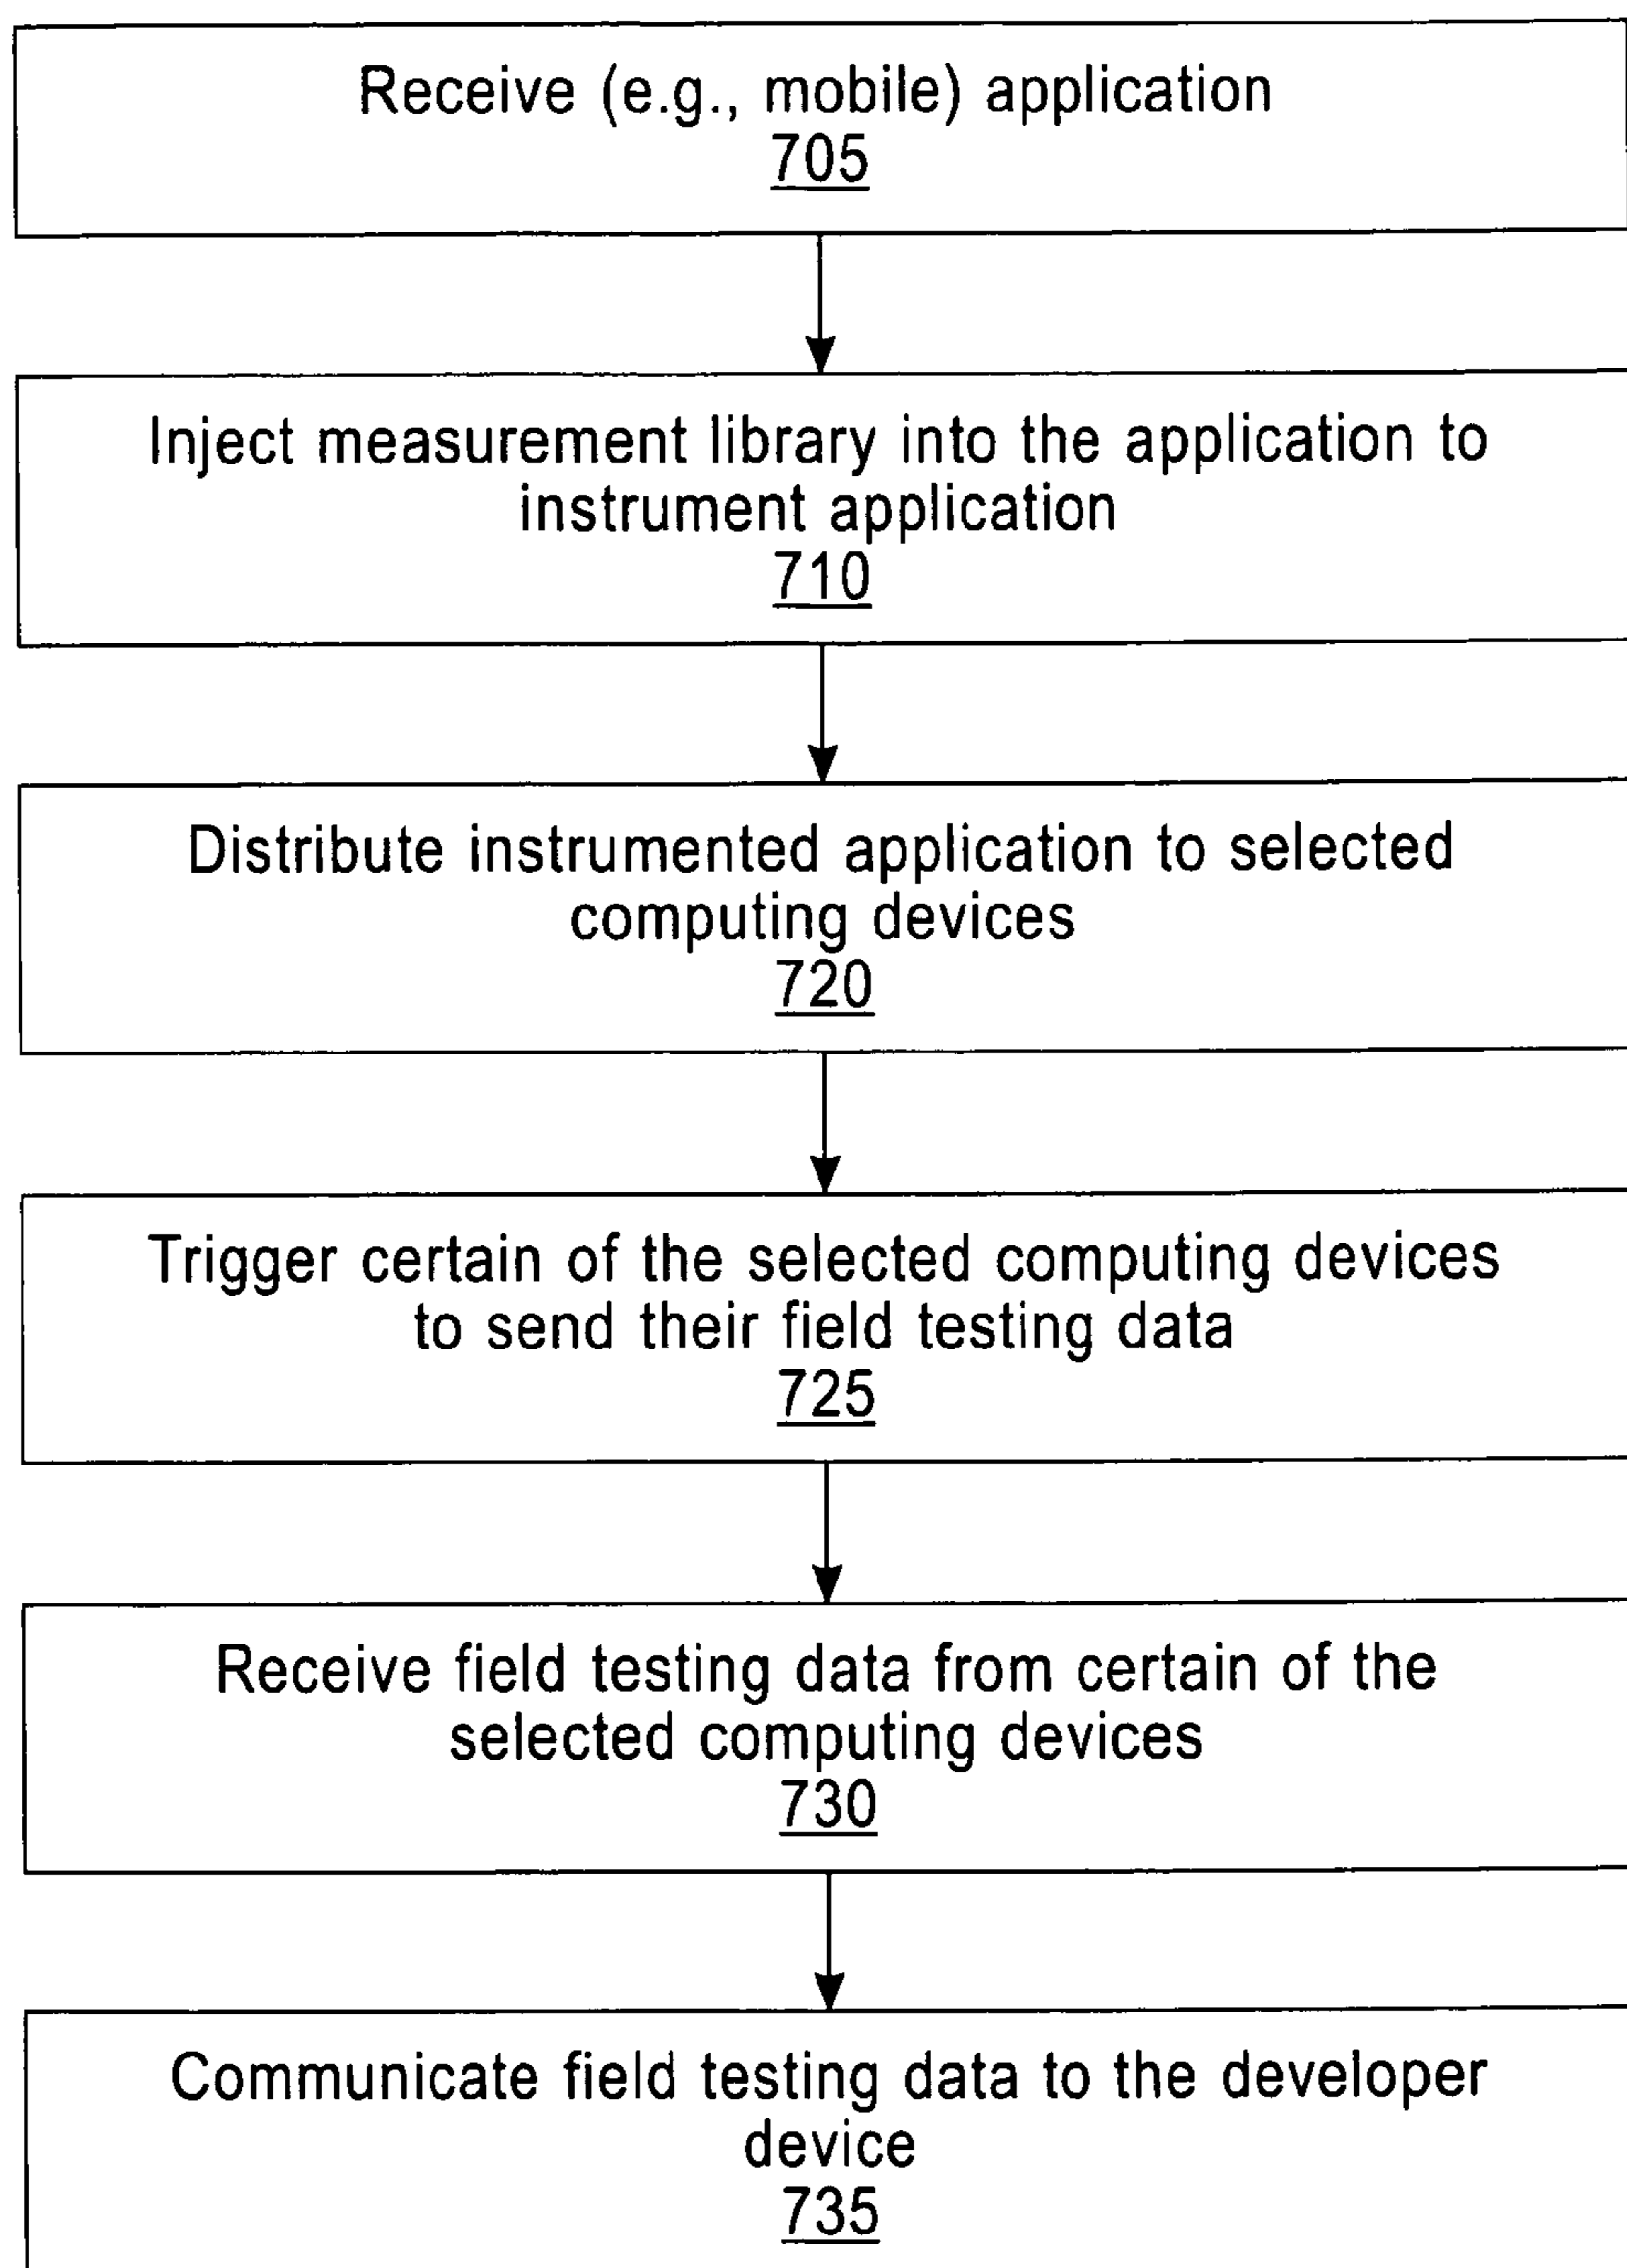 Receive (e.g., mobile) application
705
Inject measurement library into the application to
instrument application
710
Distribute instrumented application to selected
computing devices
720
Trigger certain of the selected computing devices
to send their field testing data
725
Receive field testing data from certain of the
selected computing devices
730
Communicate field testing data to the developer
device
735